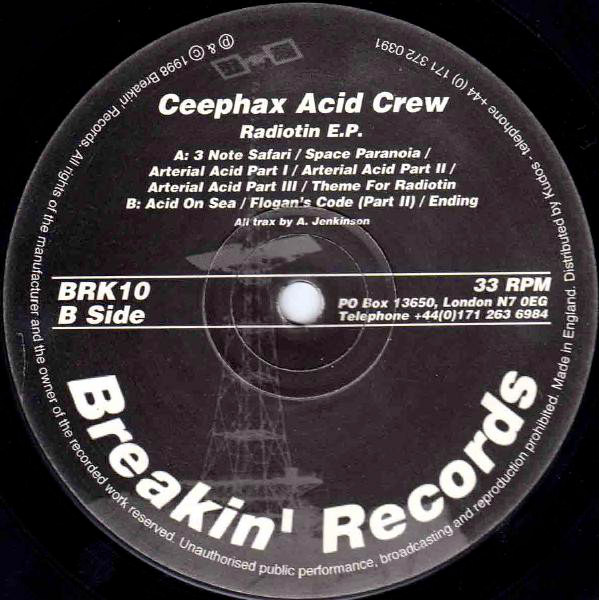 Ceephax Acid Crew
Radiotin E.P.
A: 3 Note Safari / Space Paranoia /
Arterial Acid Part I / Arterial Acid Part II /
Arterial Acid Part III / Theme For Radiotin
B: Acid On Sea / Flogan's Code (Part II) / Ending
All trax by A. Jenkinson
BRK10
B Side
33 RPM
PO Box 13650, London N7 0EG
Telephone +44(0)171 263 6984
Breakin' Records
℗ & © 1998 Breakin' Records. All rights of the manufacturer and the owner of the recorded work reserved. Unauthorised public performance, broadcasting and reproduction prohibited. Made in England. Distributed by Kudos - telephone +44 (0) 171 372 0391